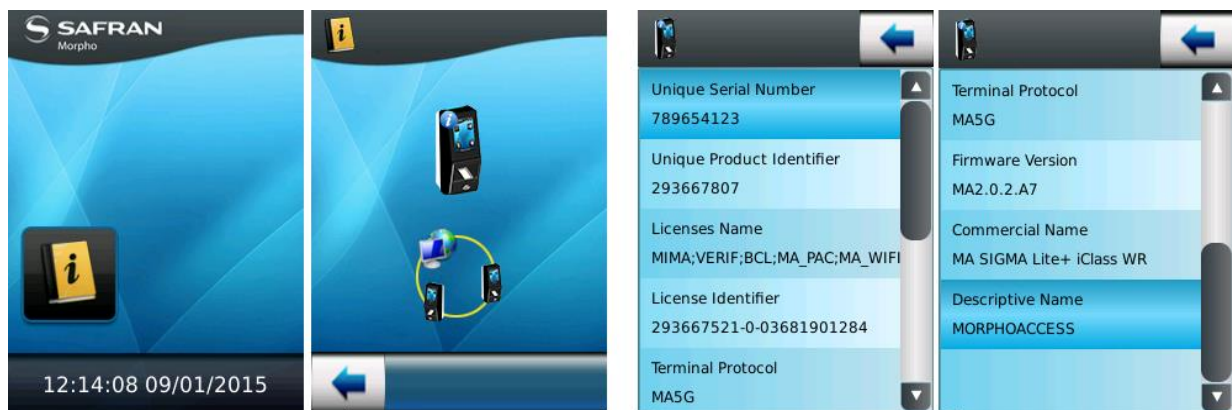 SAFRAN
Morpho
12:14:08 09/01/2015
Unique Serial Number
789654123
Unique Product Identifier
293667807
Licenses Name
MIMA;VERIF;BCL;MA_PAC;MA_WIFI
License Identifier
293667521-0-03681901284
Terminal Protocol
MA5G
Terminal Protocol
MA5G
Firmware Version
MA2.0.2.A7
Commercial Name
MA SIGMA Lite+ iClass WR
Descriptive Name
MORPHOACCESS